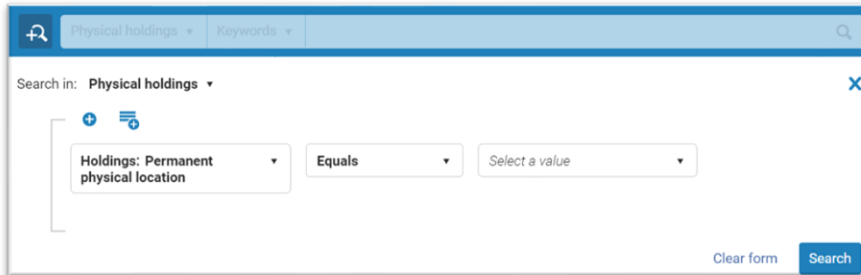 Physical holdings Keywords
Search in: Physical holdings
Holdings: Permanent
physical location
Equals
Select a value
Clear form Search